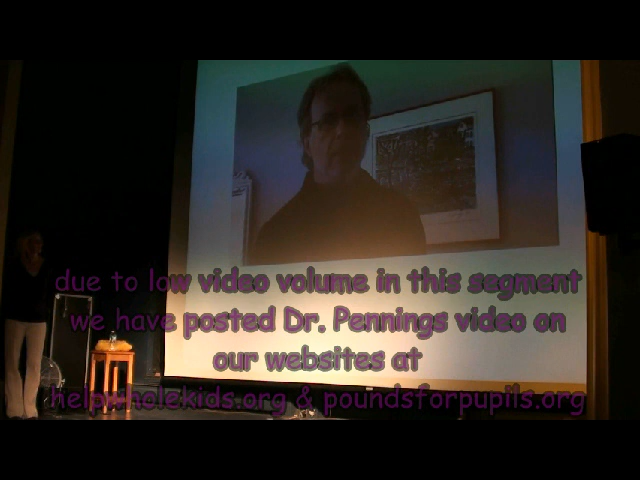 due to low video volume in this segment
we have posted Dr. Pennings video on
our websites at
helpwholekids.org & poundsforpupils.org